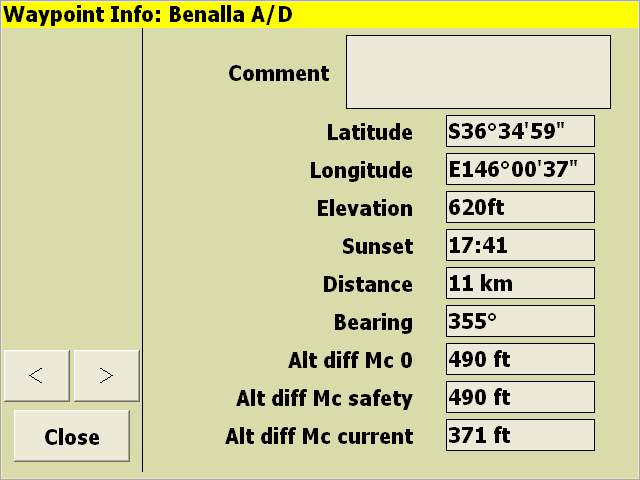 Waypoint Info: Benalla A/D
Comment
Latitude S36°34'59"
Longitude E146°00'37"
Elevation 620ft
Sunset 17:41
Distance 11 km
Bearing 355°
Alt diff Mc 0 490 ft
Alt diff Mc safety 490 ft
Alt diff Mc current 371 ft
< >
Close